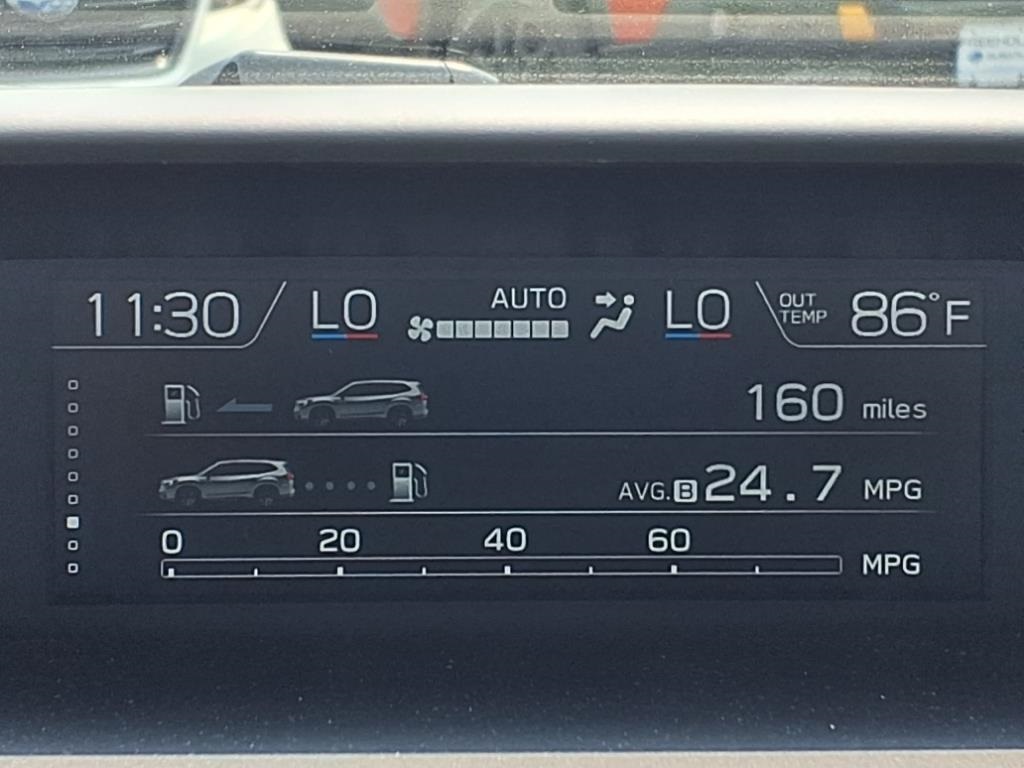 11:30 LO AUTO LO OUT TEMP 86°F
160 miles
AVG. B 24.7 MPG
0 20 40 60
MPG